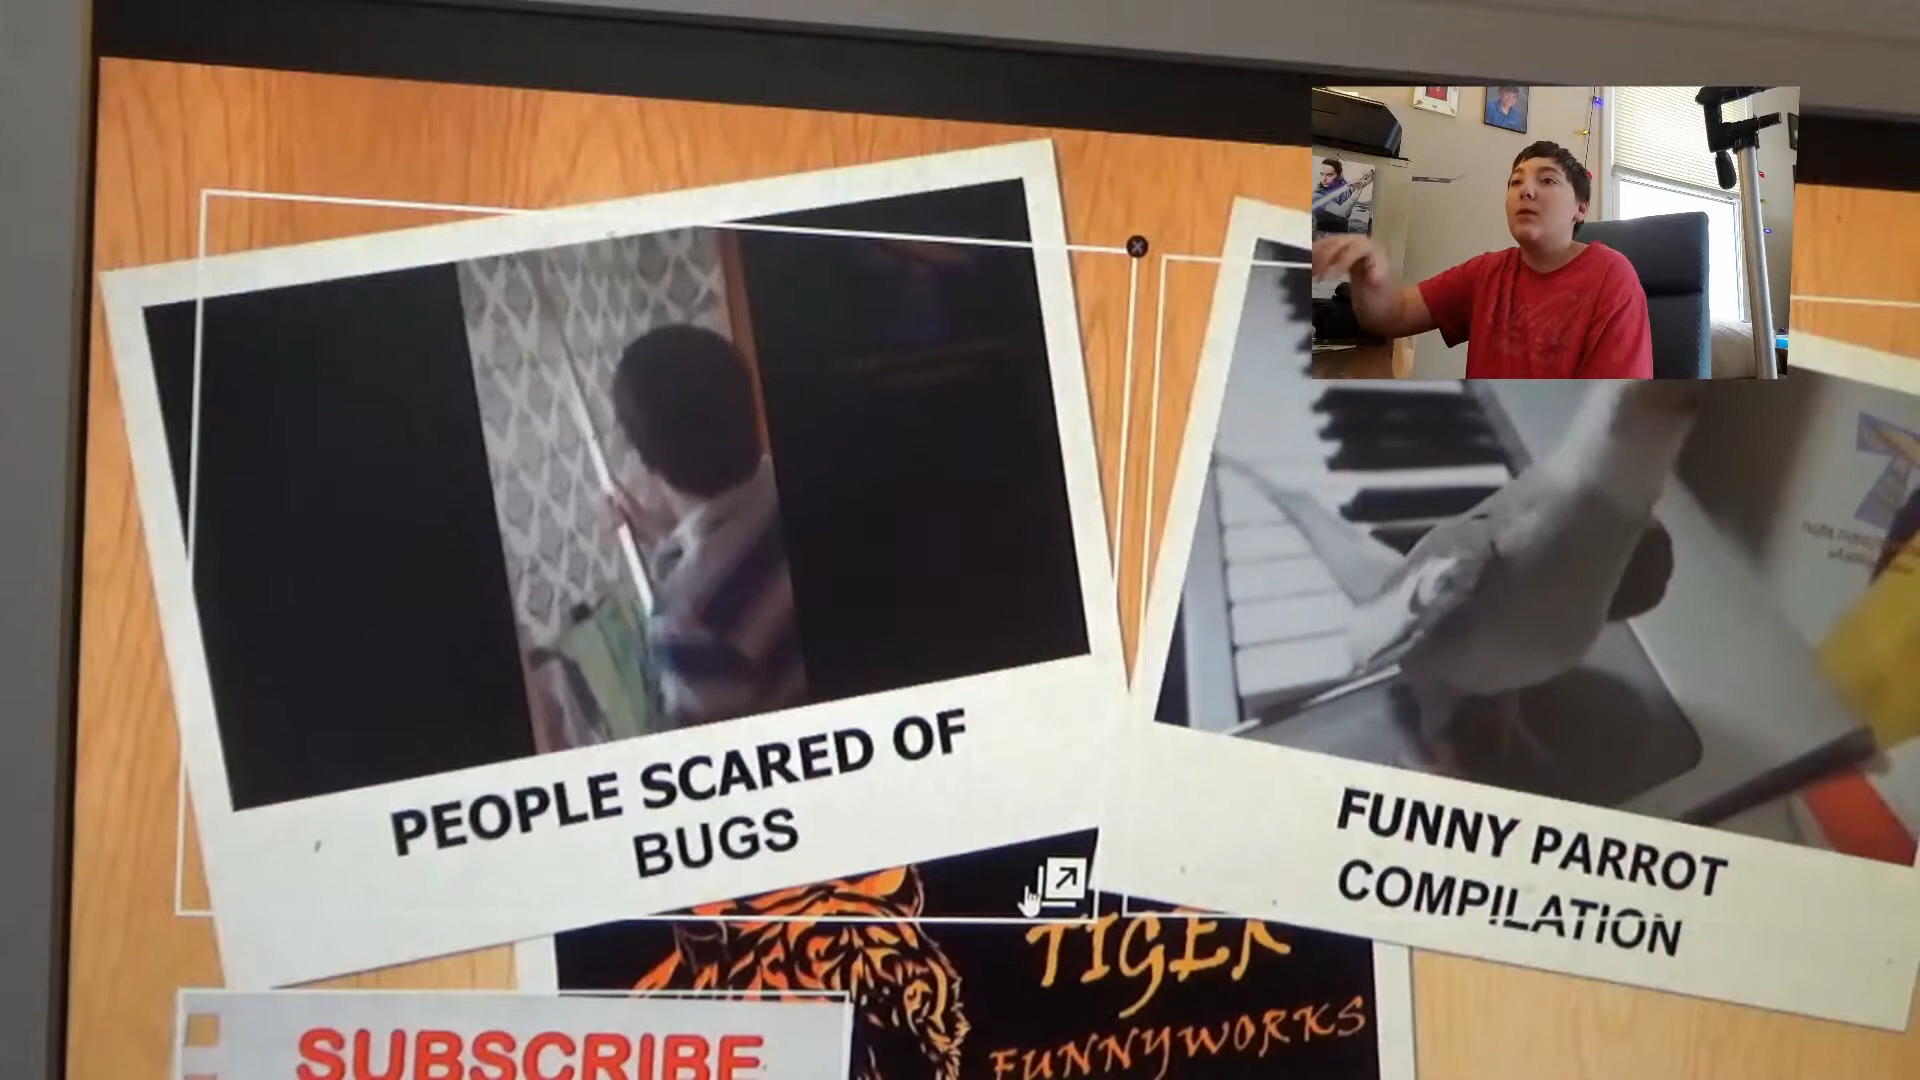 PEOPLE SCARED OF
BUGS
FUNNY PARROT
COMPILATION
TIGER
FUNNYWORKS
SUBSCRIBE